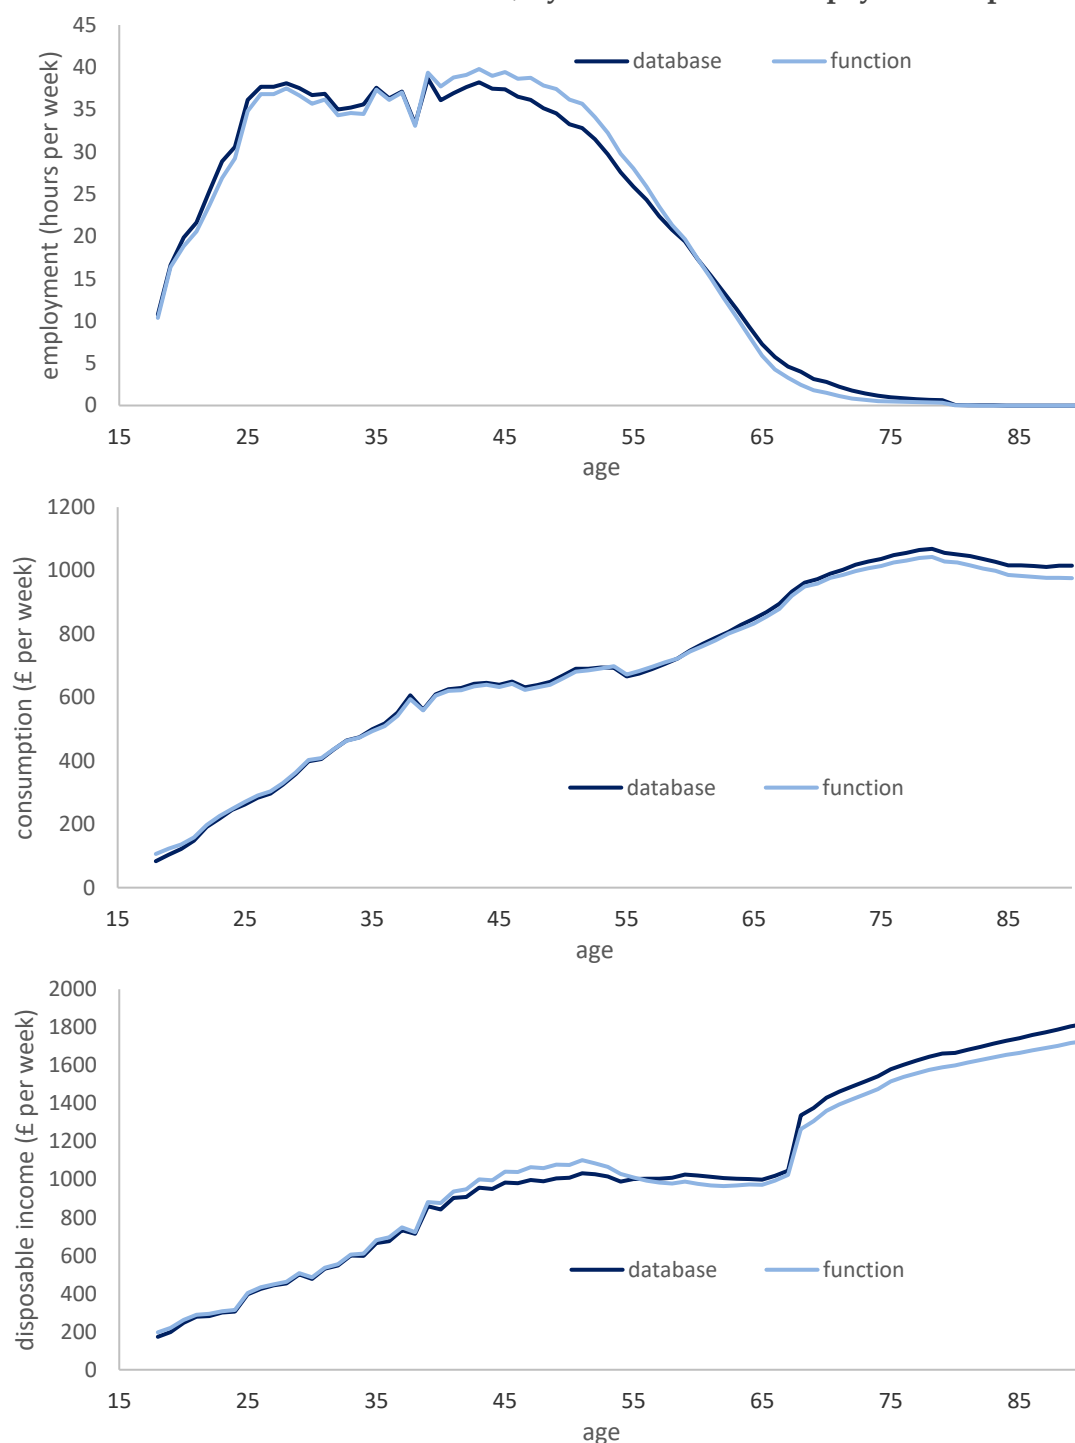 45
40
35
30
25
20
15
10
5
0
employment (hours per week)
database function
15 25 35 45 55 65 75 85
age
1200
1000
800
600
400
200
0
consumption (£ per week)
database function
15 25 35 45 55 65 75 85
age
2000
1800
1600
1400
1200
1000
800
600
400
200
0
disposable income (£ per week)
database function
15 25 35 45 55 65 75 85
age